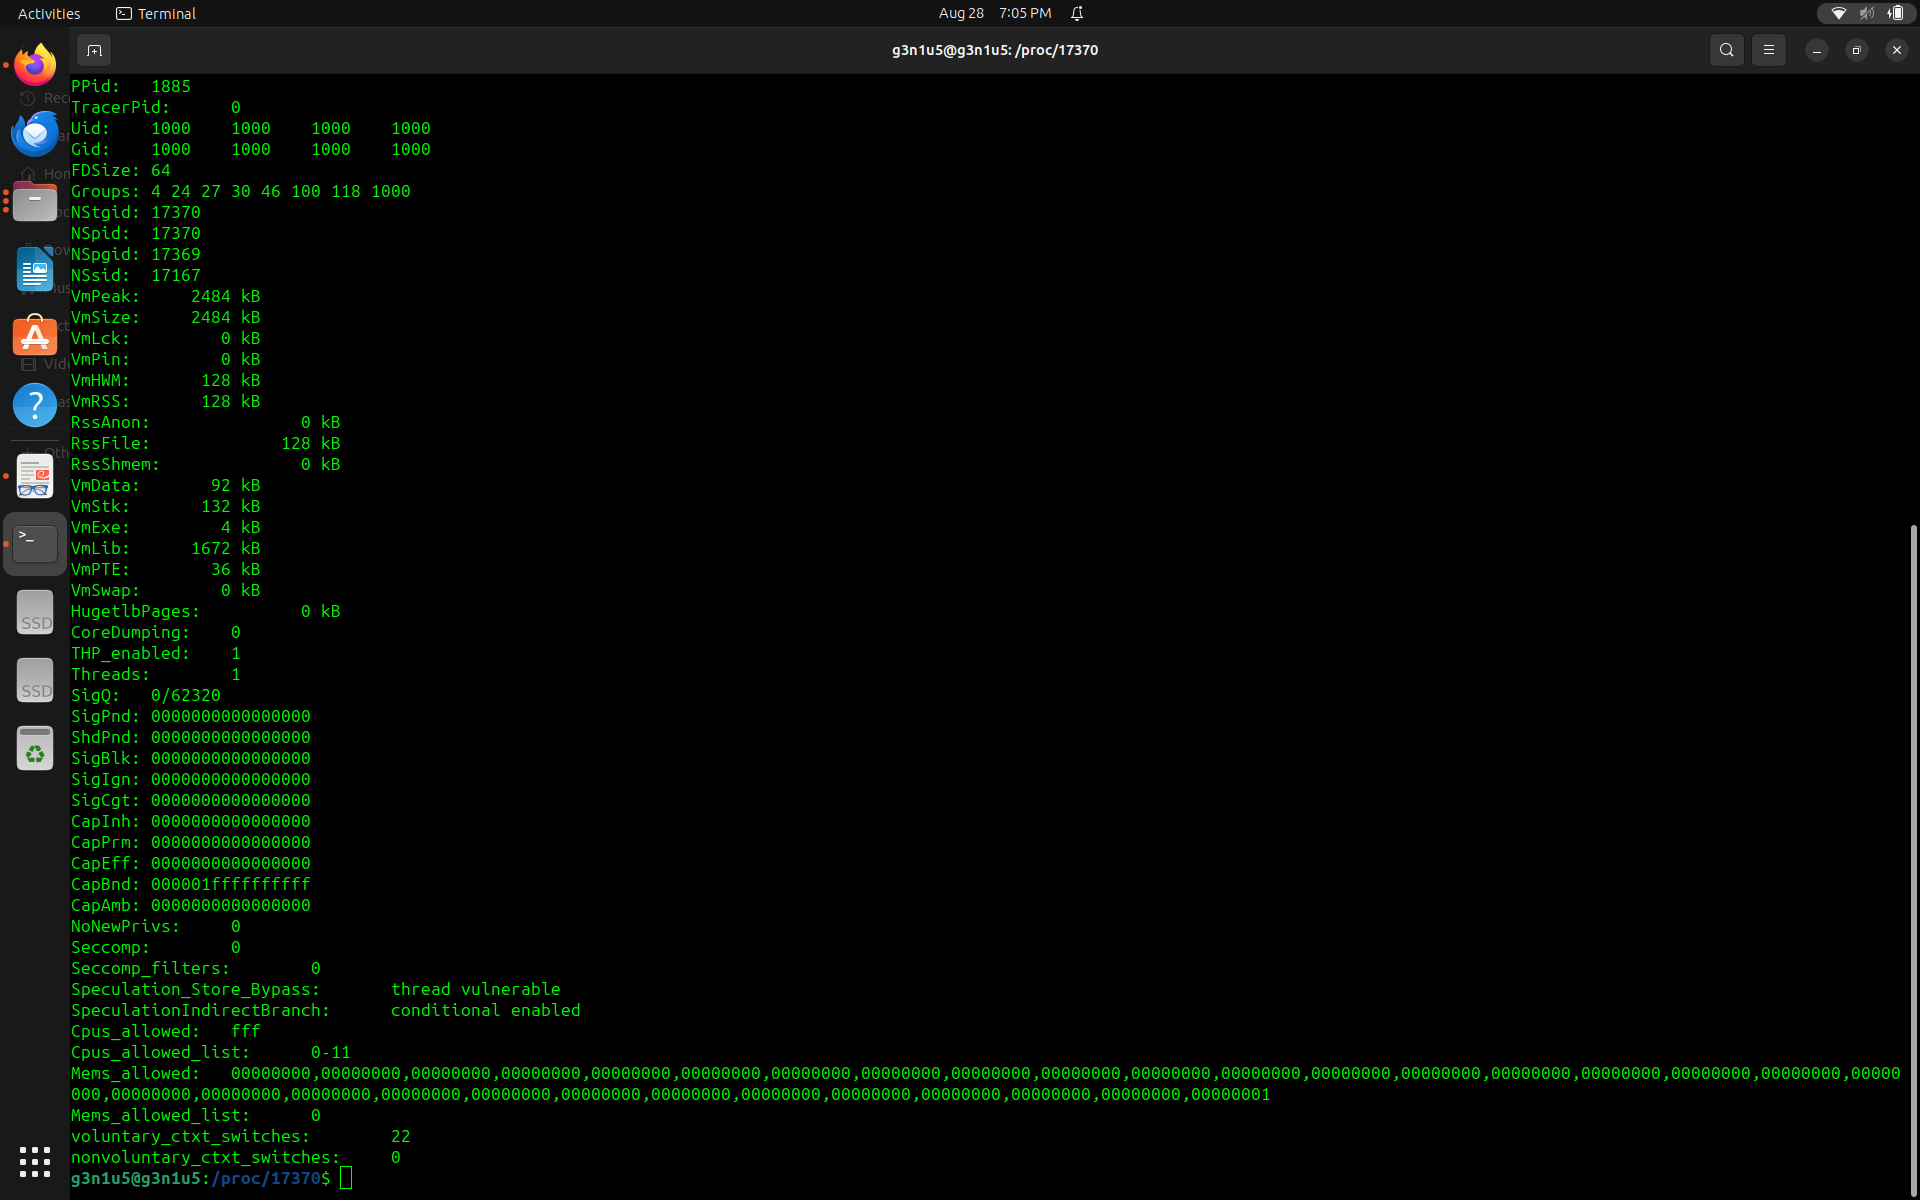 Activities Terminal Aug 28 7:05 PM
g3n1u5@g3n1u5: /proc/17370
PPid: 1885
TracerPid: 0
Uid: 1000 1000 1000 1000
Gid: 1000 1000 1000 1000
FDSize: 64
Groups: 4 24 27 30 46 100 118 1000
NStgid: 17370
NSpid: 17370
NSpgid: 17369
NSsid: 17167
VmPeak: 2484 kB
VmSize: 2484 kB
VmLck: 0 kB
VmPin: 0 kB
VmHWM: 128 kB
VmRSS: 128 kB
RssAnon: 0 kB
RssFile: 128 kB
RssShmem: 0 kB
VmData: 92 kB
VmStk: 132 kB
VmExe: 4 kB
VmLib: 1672 kB
VmPTE: 36 kB
VmSwap: 0 kB
HugetlbPages: 0 kB
CoreDumping: 0
THP_enabled: 1
Threads: 1
SigQ: 0/62320
SigPnd: 0000000000000000
ShdPnd: 0000000000000000
SigBlk: 0000000000000000
SigIgn: 0000000000000000
SigCgt: 0000000000000000
CapInh: 0000000000000000
CapPrm: 0000000000000000
CapEff: 0000000000000000
CapBnd: 000001ffffffffff
CapAmb: 0000000000000000
NoNewPrivs: 0
Seccomp: 0
Seccomp_filters: 0
Speculation_Store_Bypass: thread vulnerable
SpeculationIndirectBranch: conditional enabled
Cpus_allowed: fff
Cpus_allowed_list: 0-11
Mems_allowed: 00000000,00000000,00000000,00000000,00000000,00000000,00000000,00000000,00000000,00000000,00000000,00000000,00000000,00000000,00000000,00000000,00000000,00000000,00000
000,00000000,00000000,00000000,00000000,00000000,00000000,00000000,00000000,00000000,00000000,00000000,00000000,00000001
Mems_allowed_list: 0
voluntary_ctxt_switches: 22
nonvoluntary_ctxt_switches: 0
g3n1u5@g3n1u5:/proc/17370$
SSD
SSD